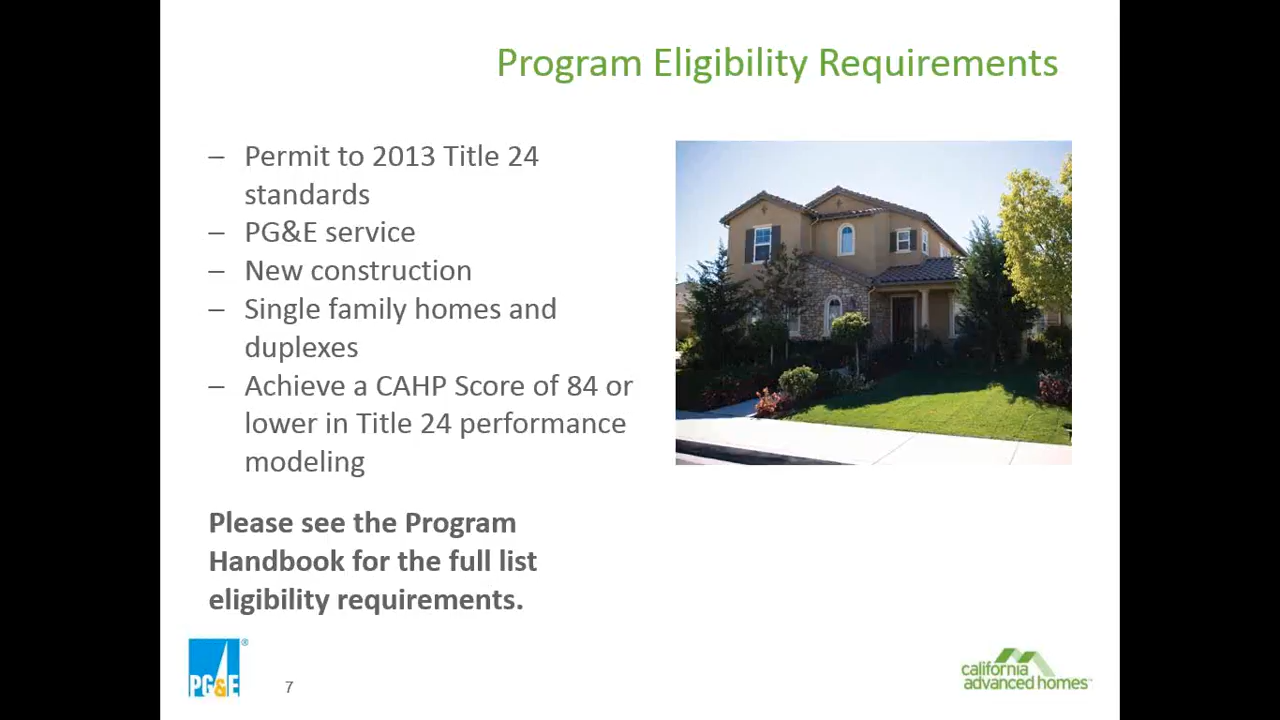 Program Eligibility Requirements
– Permit to 2013 Title 24
standards
– PG&E service
– New construction
– Single family homes and
duplexes
– Achieve a CAHP Score of 84 or
lower in Title 24 performance
modeling
Please see the Program
Handbook for the full list
eligibility requirements.
PG&E®
7
california
advanced homes™